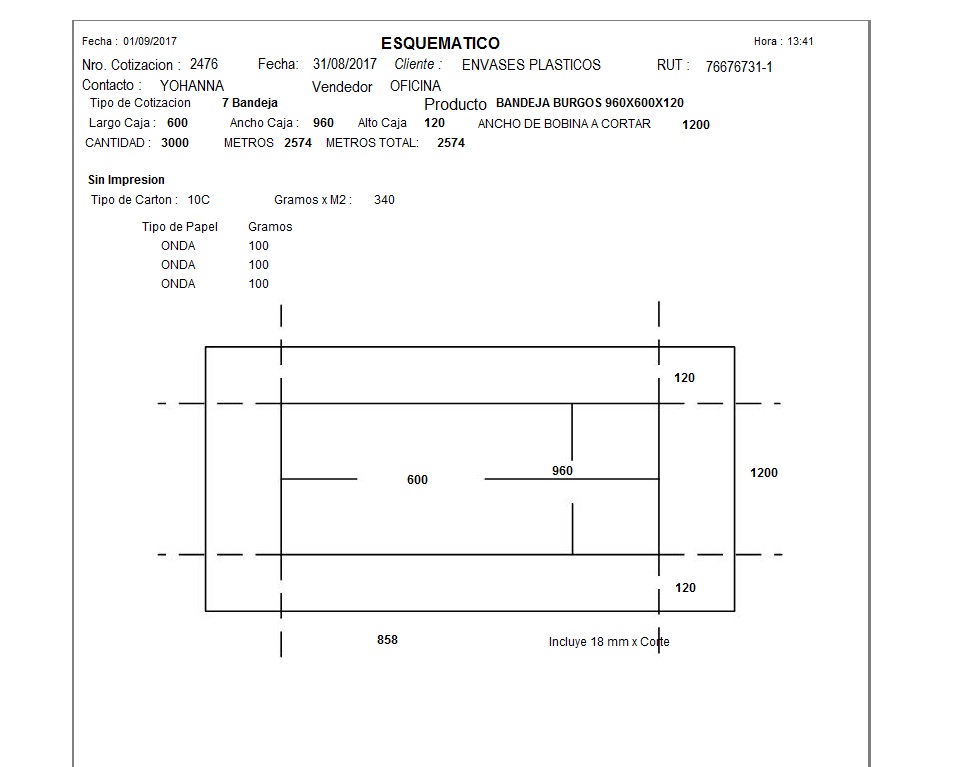 Fecha : 01/09/2017 ESQUEMATICO Hora : 13:41
Nro. Cotizacion : 2476 Fecha: 31/08/2017 Cliente : ENVASES PLASTICOS RUT : 76676731-1
Contacto : YOHANNA Vendedor OFICINA
Tipo de Cotizacion 7 Bandeja Producto BANDEJA BURGOS 960X600X120
Largo Caja : 600 Ancho Caja : 960 Alto Caja 120 ANCHO DE BOBINA A CORTAR 1200
CANTIDAD : 3000 METROS 2574 METROS TOTAL: 2574
Sin Impresion
Tipo de Carton : 10C Gramos x M2 : 340
Tipo de Papel Gramos
ONDA 100
ONDA 100
ONDA 100
120
960 1200
600
120
858 Incluye 18 mm x Corte